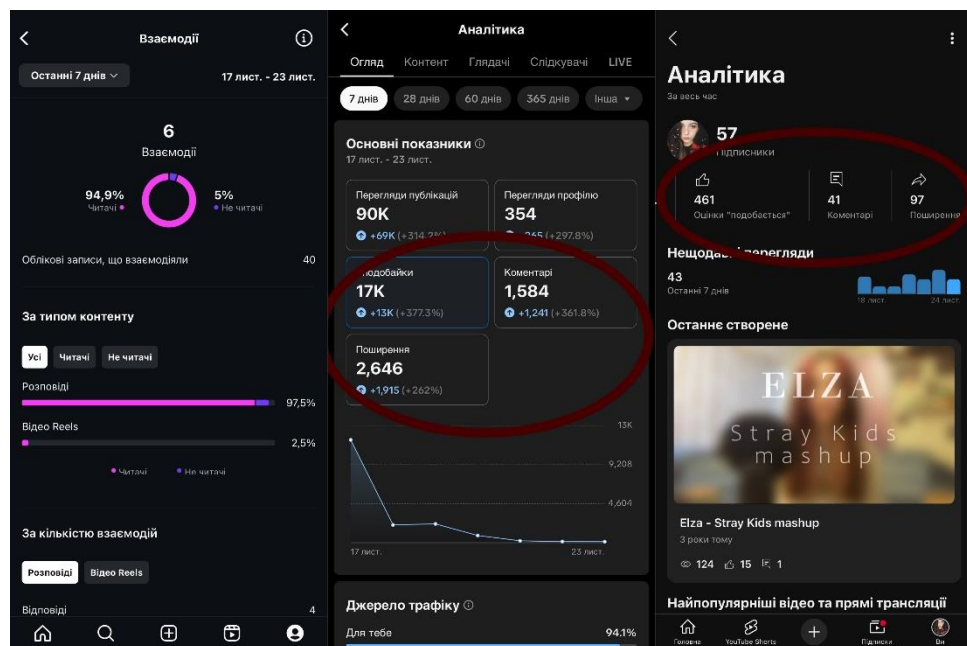 Взаємодії
Останні 7 днів
17 лист. - 23 лист.
6
Взаємодії
94,9%
Читачі
5%
Не читачі
Облікові записи, що взаємодіяли 40
За типом контенту
Усі Читачі Не читачі
Розповіді
97,5%
Відео Reels
2,5%
Читачі Не читачі
За кількістю взаємодій
Розповіді Відео Reels
Відповіді 4
Аналітика
Огляд Контент Глядачі Слідкувачі LIVE
7 днів 28 днів 60 днів 365 днів Інша
Основні показники
17 лист. - 23 лист.
Перегляди публікацій
90K
+69K (+314.2%)
Перегляди профілю
354
+265 (+297.8%)
Вподобайки
17K
+13K (+377.3%)
Коментарі
1,584
+1,241 (+361.8%)
Поширення
2,646
+1,915 (+262%)
13K
9,208
4,604
17 лист. 23 лист.
Джерело трафіку
Для тебе 94.1%
Аналітика
За весь час
57
Підписники
461
Оцінки "подобається"
41
Коментарі
97
Поширення
Нещодавні перегляди
43
Останні 7 днів
18 лист. 24 лист.
Останнє створене
ELZA
Stray Kids
mashup
Elza - Stray Kids mashup
3 роки тому
124 15 1
Найпопулярніші відео та прямі трансляції
Головна YouTube Shorts Підписки Ви